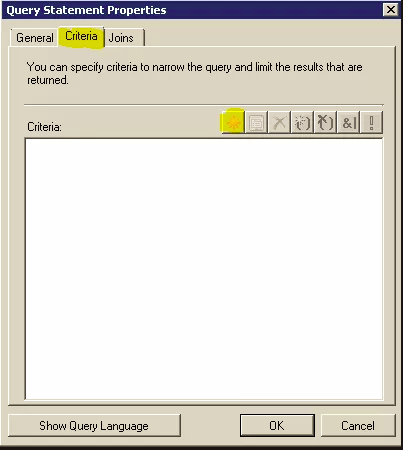 Query Statement Properties
General Criteria Joins
You can specify criteria to narrow the query and limit the results that are
returned.
Criteria:
&| !
Show Query Language OK Cancel